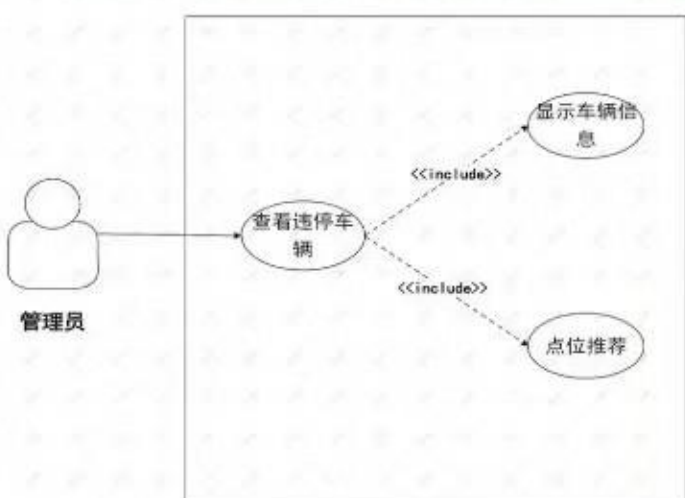 显示车辆信
息
<<include>>
查看违停车
辆
<<include>>
管理员
点位推荐